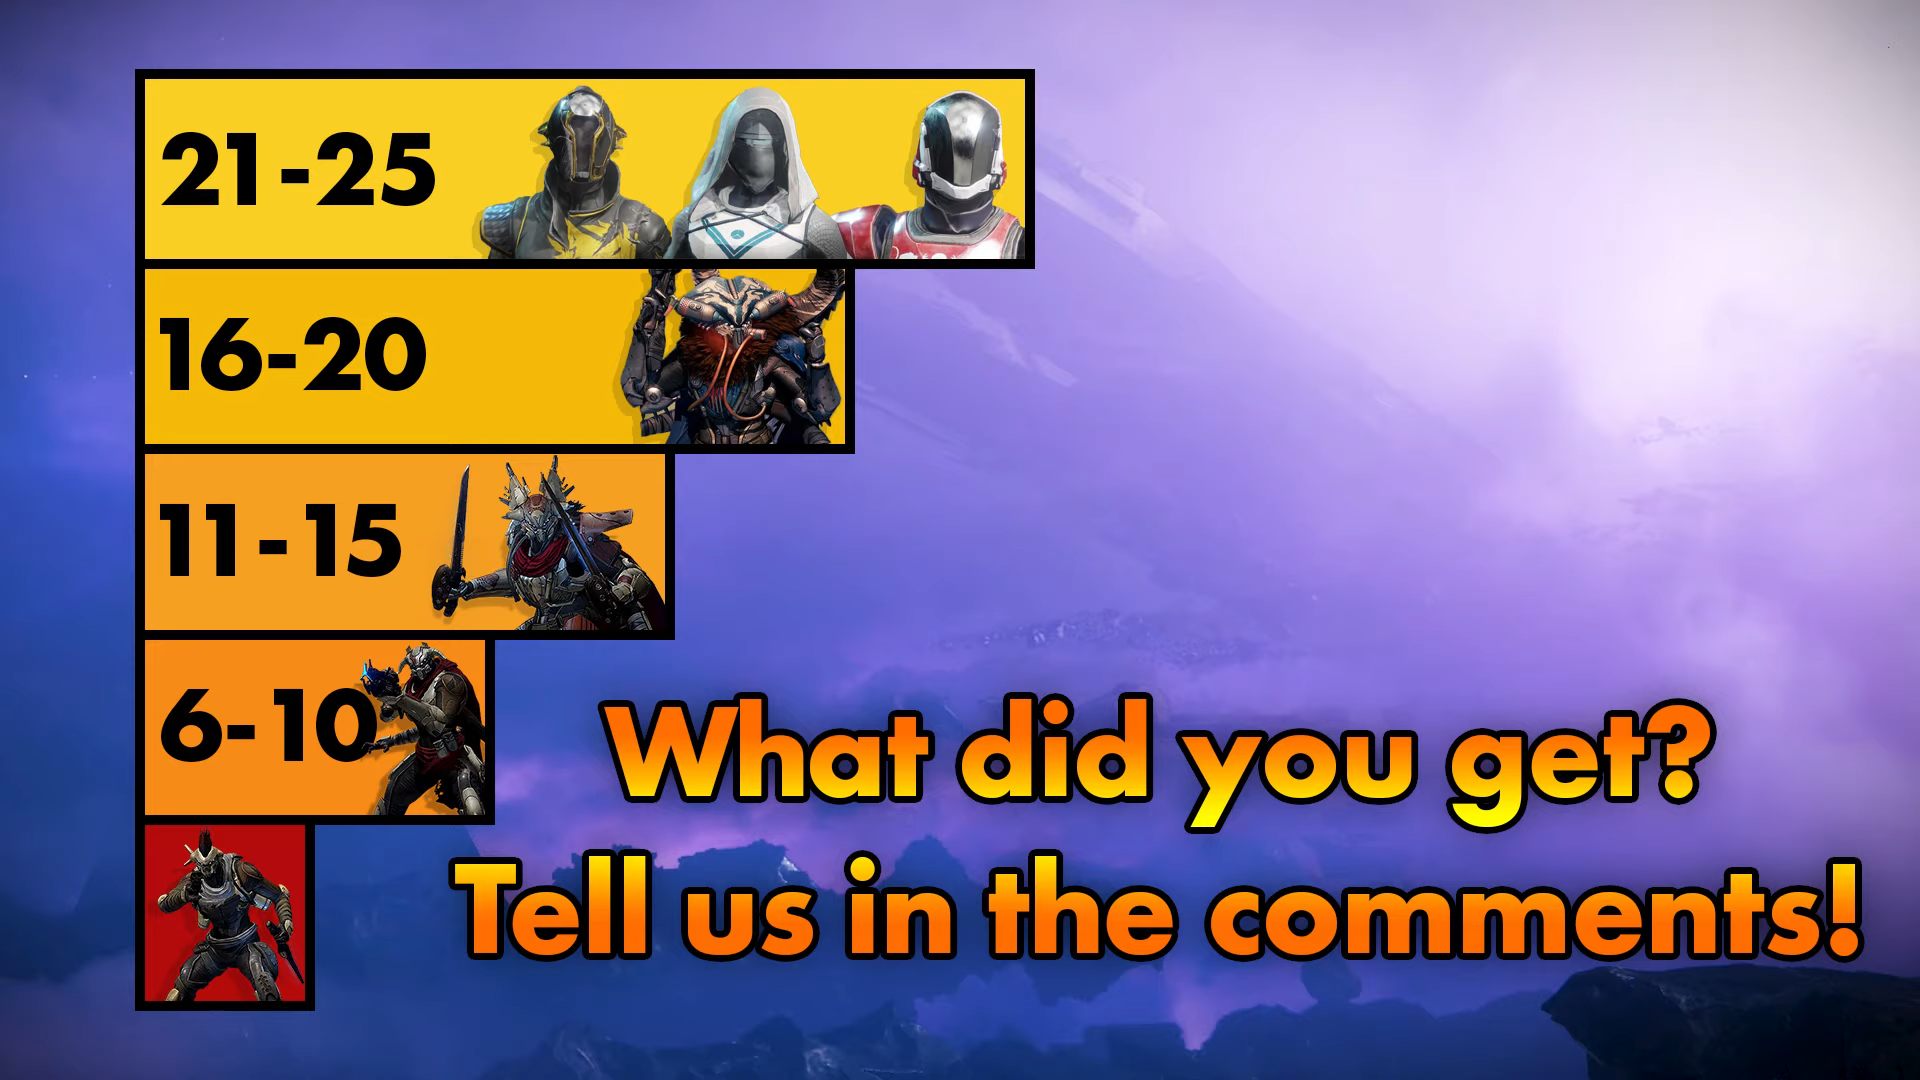 21-25
16-20
11-15
6-10
What did you get?
Tell us in the comments!